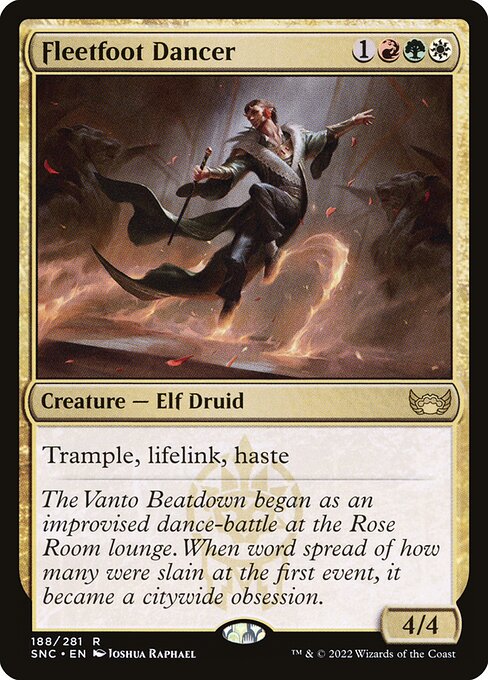 Fleetfoot Dancer 1
Creature — Elf Druid
Trample, lifelink, haste
The Vanto Beatdown began as an
improvised dance-battle at the Rose
Room lounge. When word spread of how
many were slain at the first event, it
became a citywide obsession.
4/4
188/281 R
SNC • EN Joshua Raphael
™ & © 2022 Wizards of the Coast